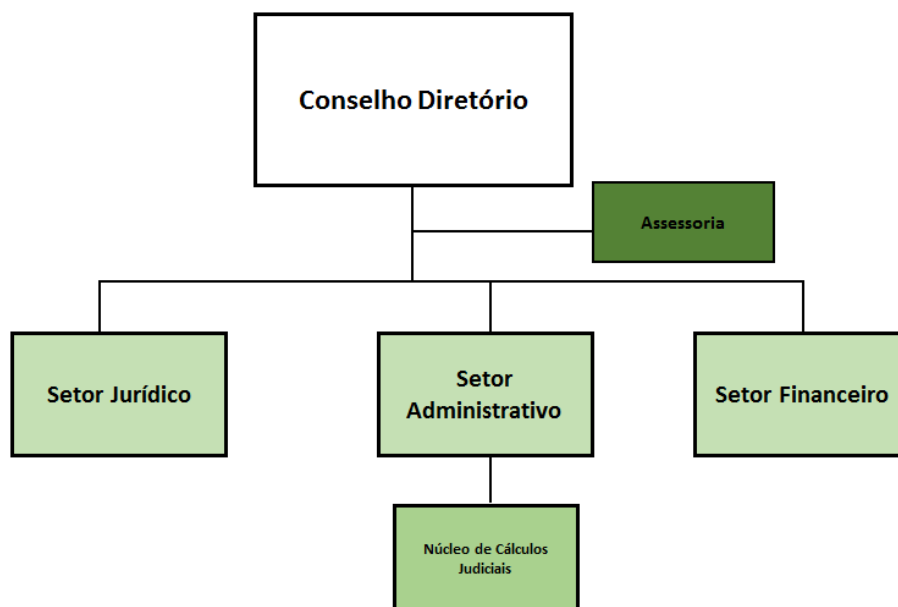 Conselho Diretório
Assessoria
Setor Jurídico
Setor
Administrativo
Setor Financeiro
Núcleo de Cálculos
Judiciais